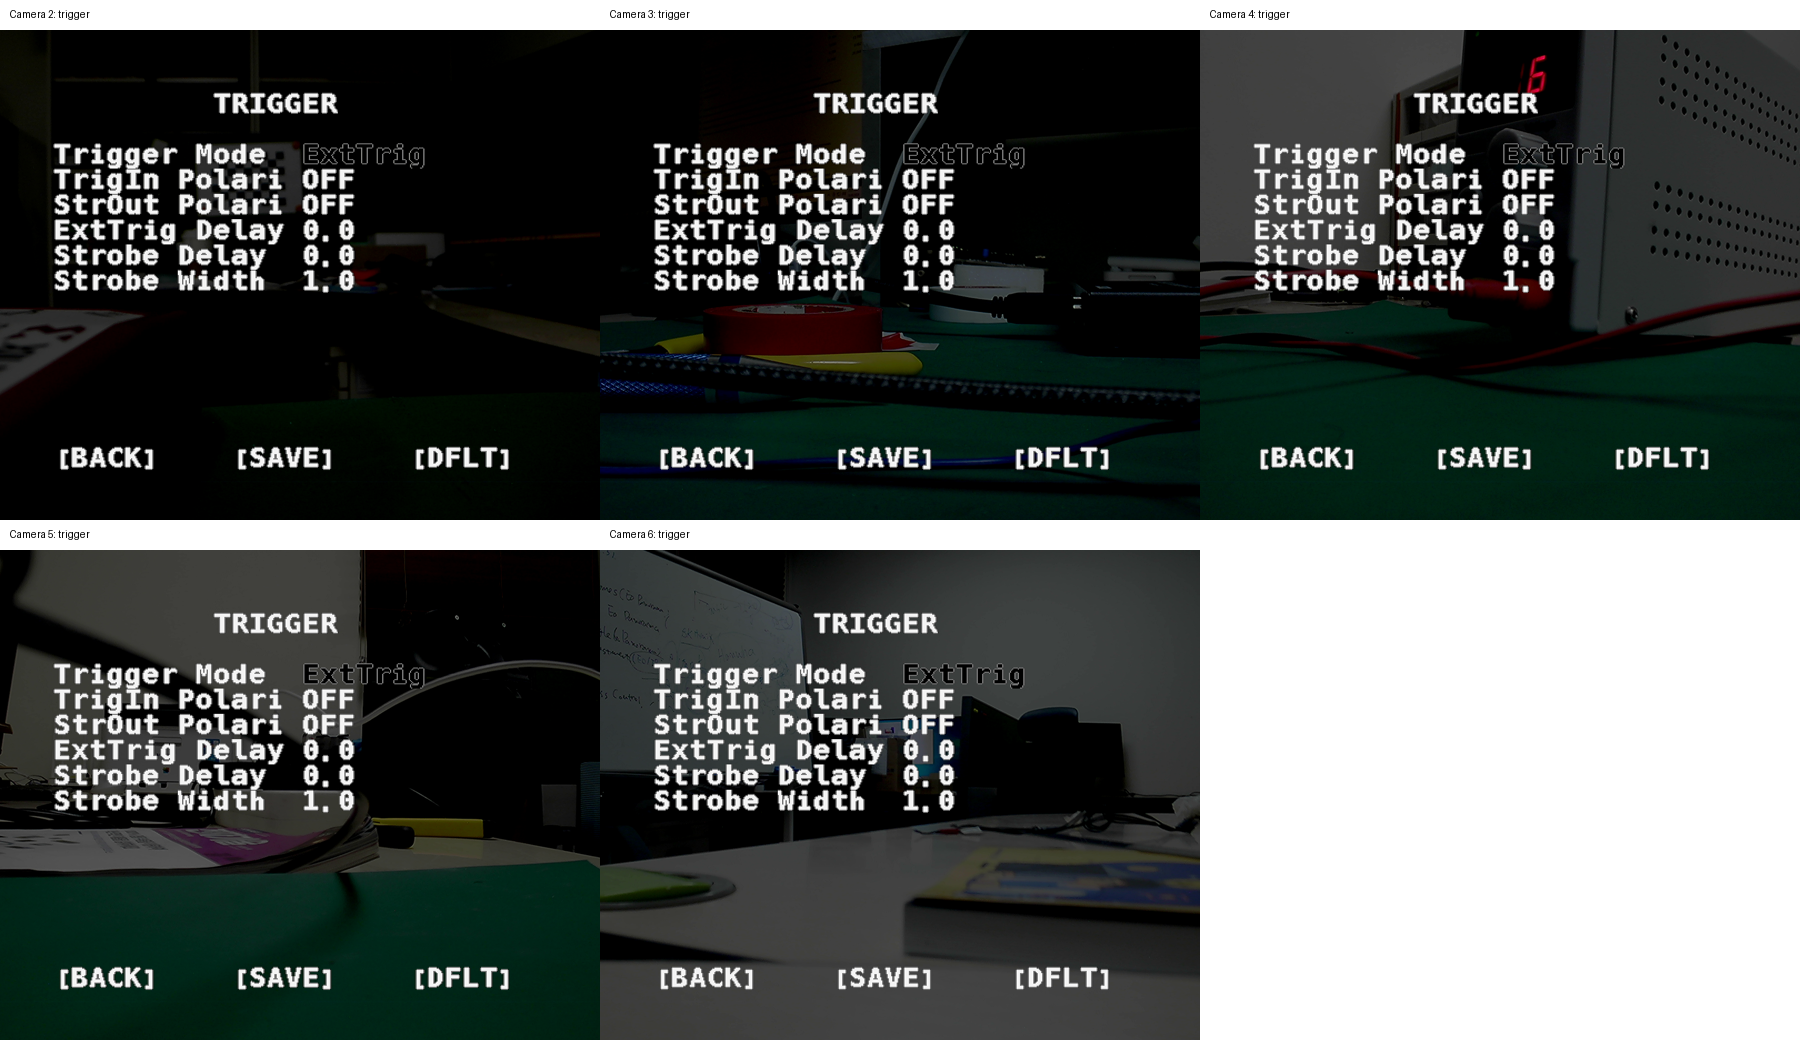 Camera 2: trigger
TRIGGER
Trigger Mode ExtTrig
TrigIn Polari OFF
StrOut Polari OFF
ExtTrig Delay 0.0
Strobe Delay 0.0
Strobe Width 1.0
[BACK] [SAVE] [DFLT]
Camera 3: trigger
TRIGGER
Trigger Mode ExtTrig
TrigIn Polari OFF
StrOut Polari OFF
ExtTrig Delay 0.0
Strobe Delay 0.0
Strobe Width 1.0
[BACK] [SAVE] [DFLT]
Camera 4: trigger
16
TRIGGER
Trigger Mode ExtTrig
TrigIn Polari OFF
StrOut Polari OFF
ExtTrig Delay 0.0
Strobe Delay 0.0
Strobe Width 1.0
[BACK] [SAVE] [DFLT]
Camera 5: trigger
TRIGGER
Trigger Mode ExtTrig
TrigIn Polari OFF
StrOut Polari OFF
ExtTrig Delay 0.0
Strobe Delay 0.0
Strobe Width 1.0
[BACK] [SAVE] [DFLT]
Camera 6: trigger
TRIGGER
Trigger Mode ExtTrig
TrigIn Polari OFF
StrOut Polari OFF
ExtTrig Delay 0.0
Strobe Delay 0.0
Strobe Width 1.0
[BACK] [SAVE] [DFLT]